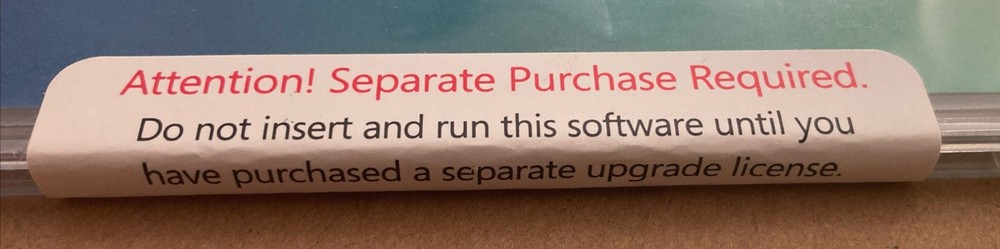 Attention! Separate Purchase Required.
Do not insert and run this software until you
have purchased a separate upgrade license.